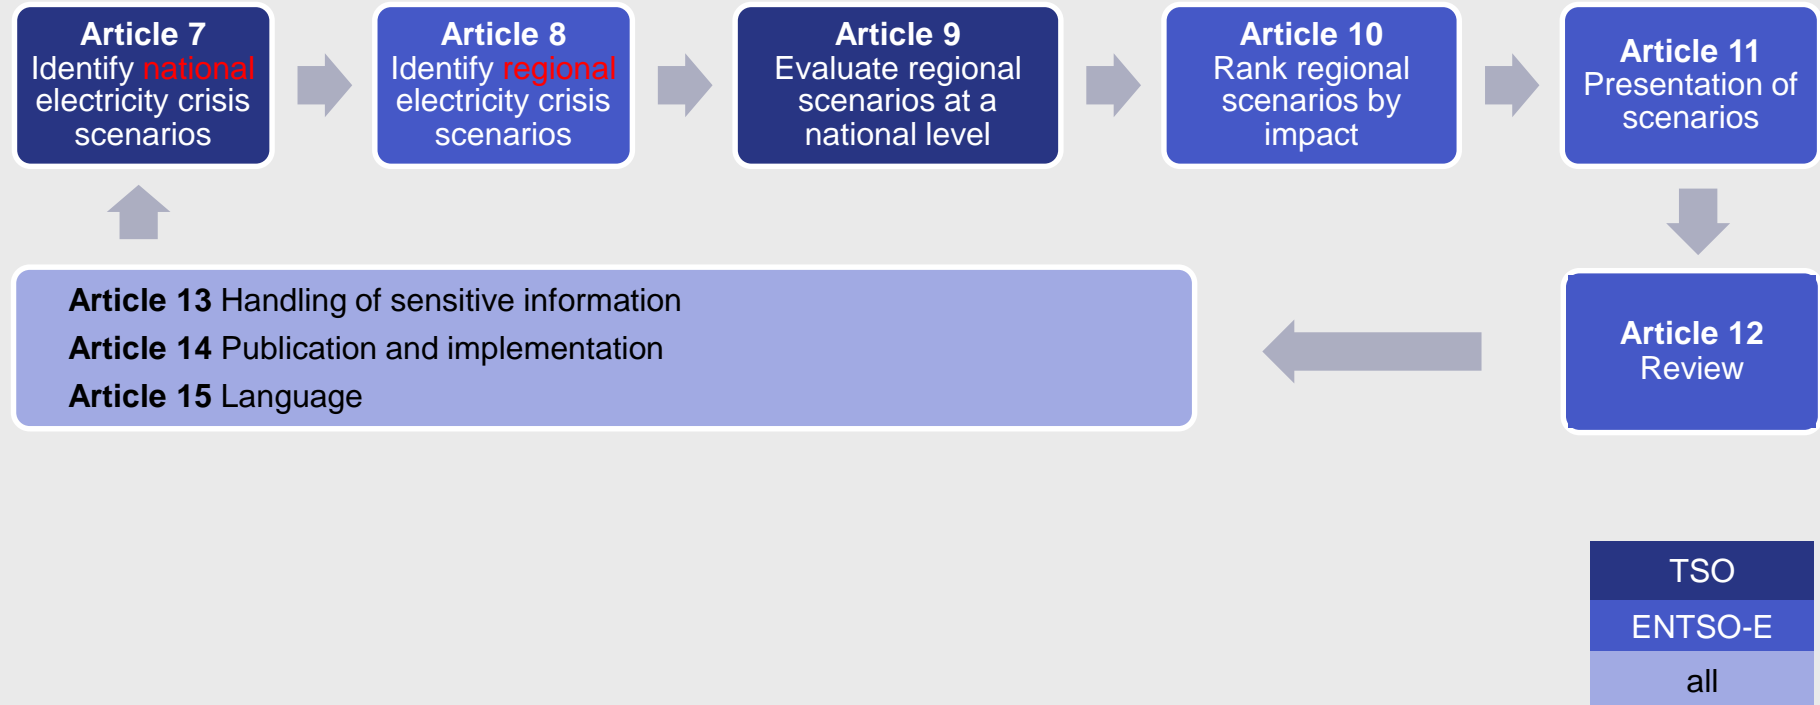 Article 7
Identify national
electricity crisis
scenarios
Article 8
Identify regional
electricity crisis
scenarios
Article 9
Evaluate regional
scenarios at a
national level
Article 10
Rank regional
scenarios by
impact
Article 11
Presentation of
scenarios
Article 13 Handling of sensitive information
Article 14 Publication and implementation
Article 15 Language
Article 12
Review
TSO
ENTSO-E
all